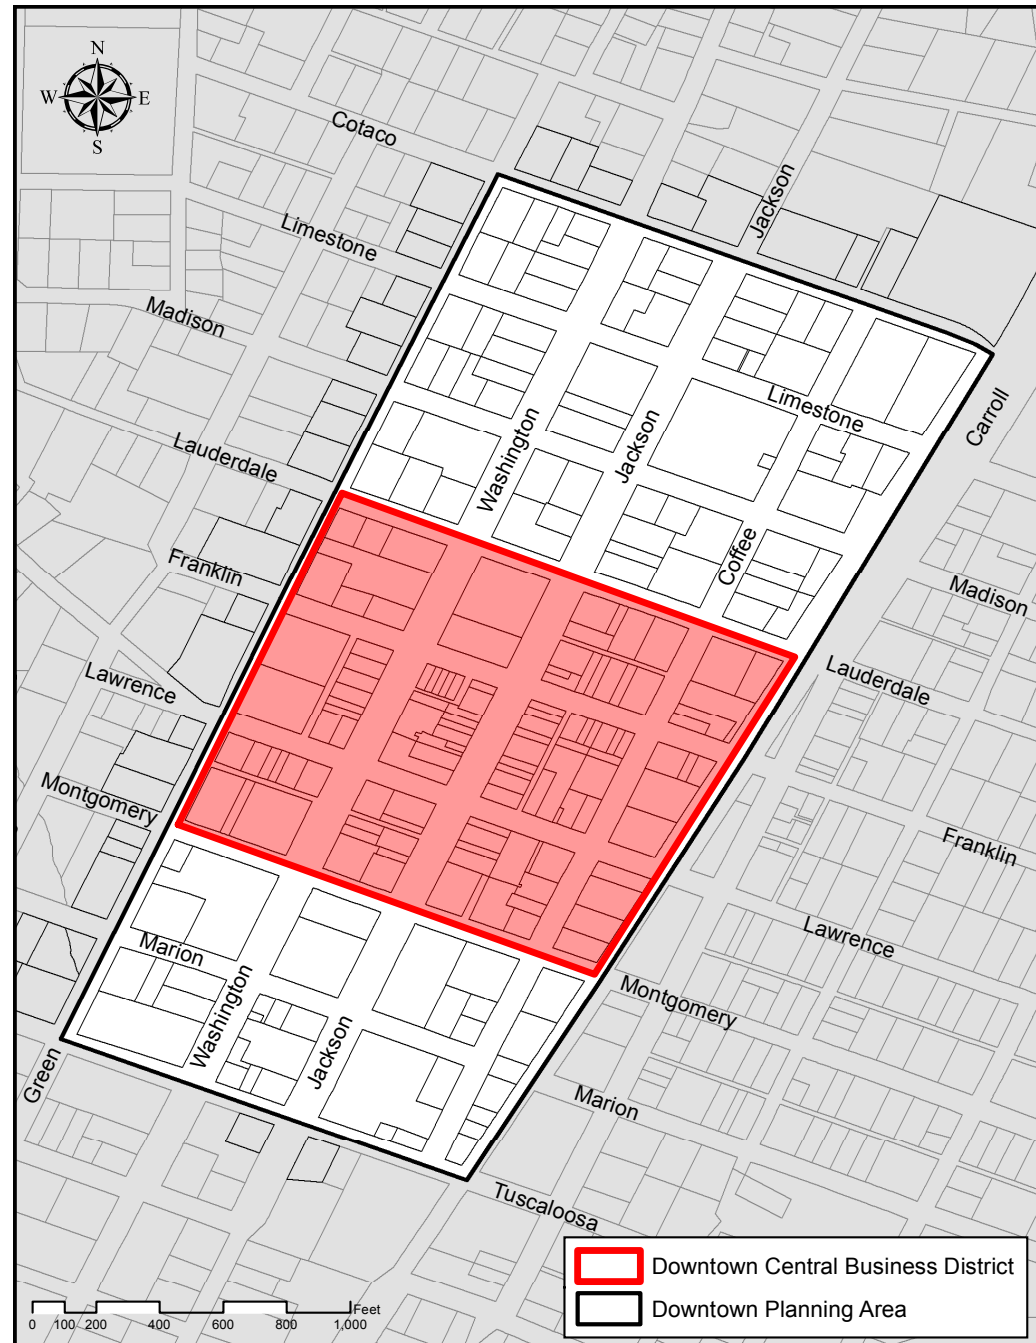 N
W E
S
Cotaco
Jackson
Limestone
Madison
Limestone
Carroll
Lauderdale
Washington
Jackson
Coffee
Franklin
Madison
Lauderdale
Lawrence
Montgomery
Franklin
Lawrence
Marion
Washington
Montgomery
Jackson
Green
Marion
Tuscaloosa
Downtown Central Business District
Downtown Planning Area
Feet
0 100 200 400 600 800 1,000